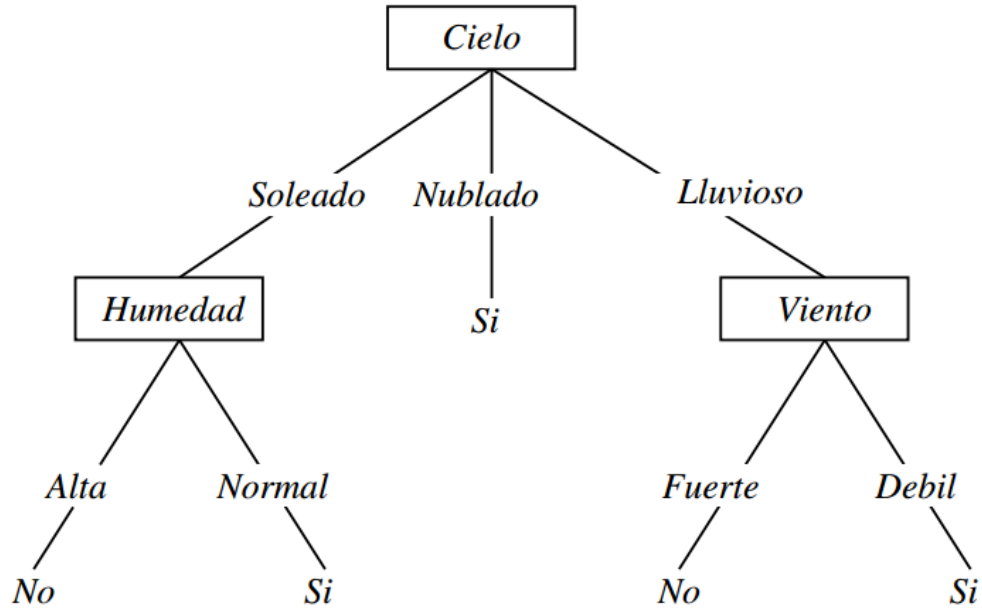 Cielo
Soleado Nublado Lluvioso
Humedad Si Viento
Alta Normal Fuerte Debil
No Si No Si